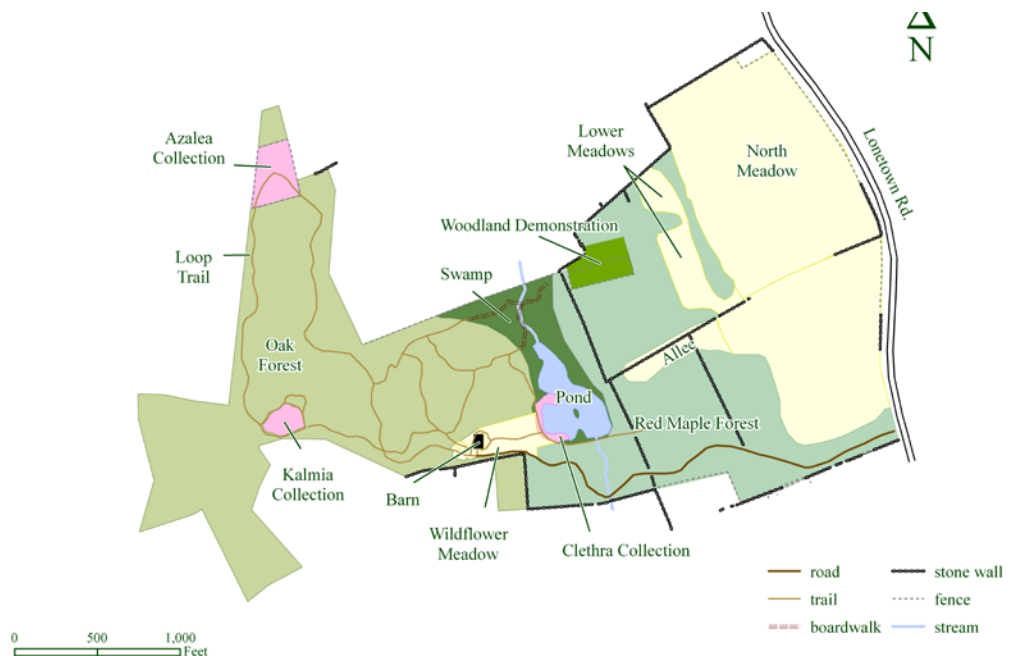 N
Azalea
Collection
Lower
Meadows
North
Meadow
Lonetown Rd.
Woodland Demonstration
Loop
Trail
Swamp
Oak
Forest
Allee
Pond
Red Maple Forest
Kalmia
Collection
Barn
Wildflower
Meadow
Clethra Collection
road
stone wall
trail
fence
boardwalk
stream
0 500 1,000
Feet